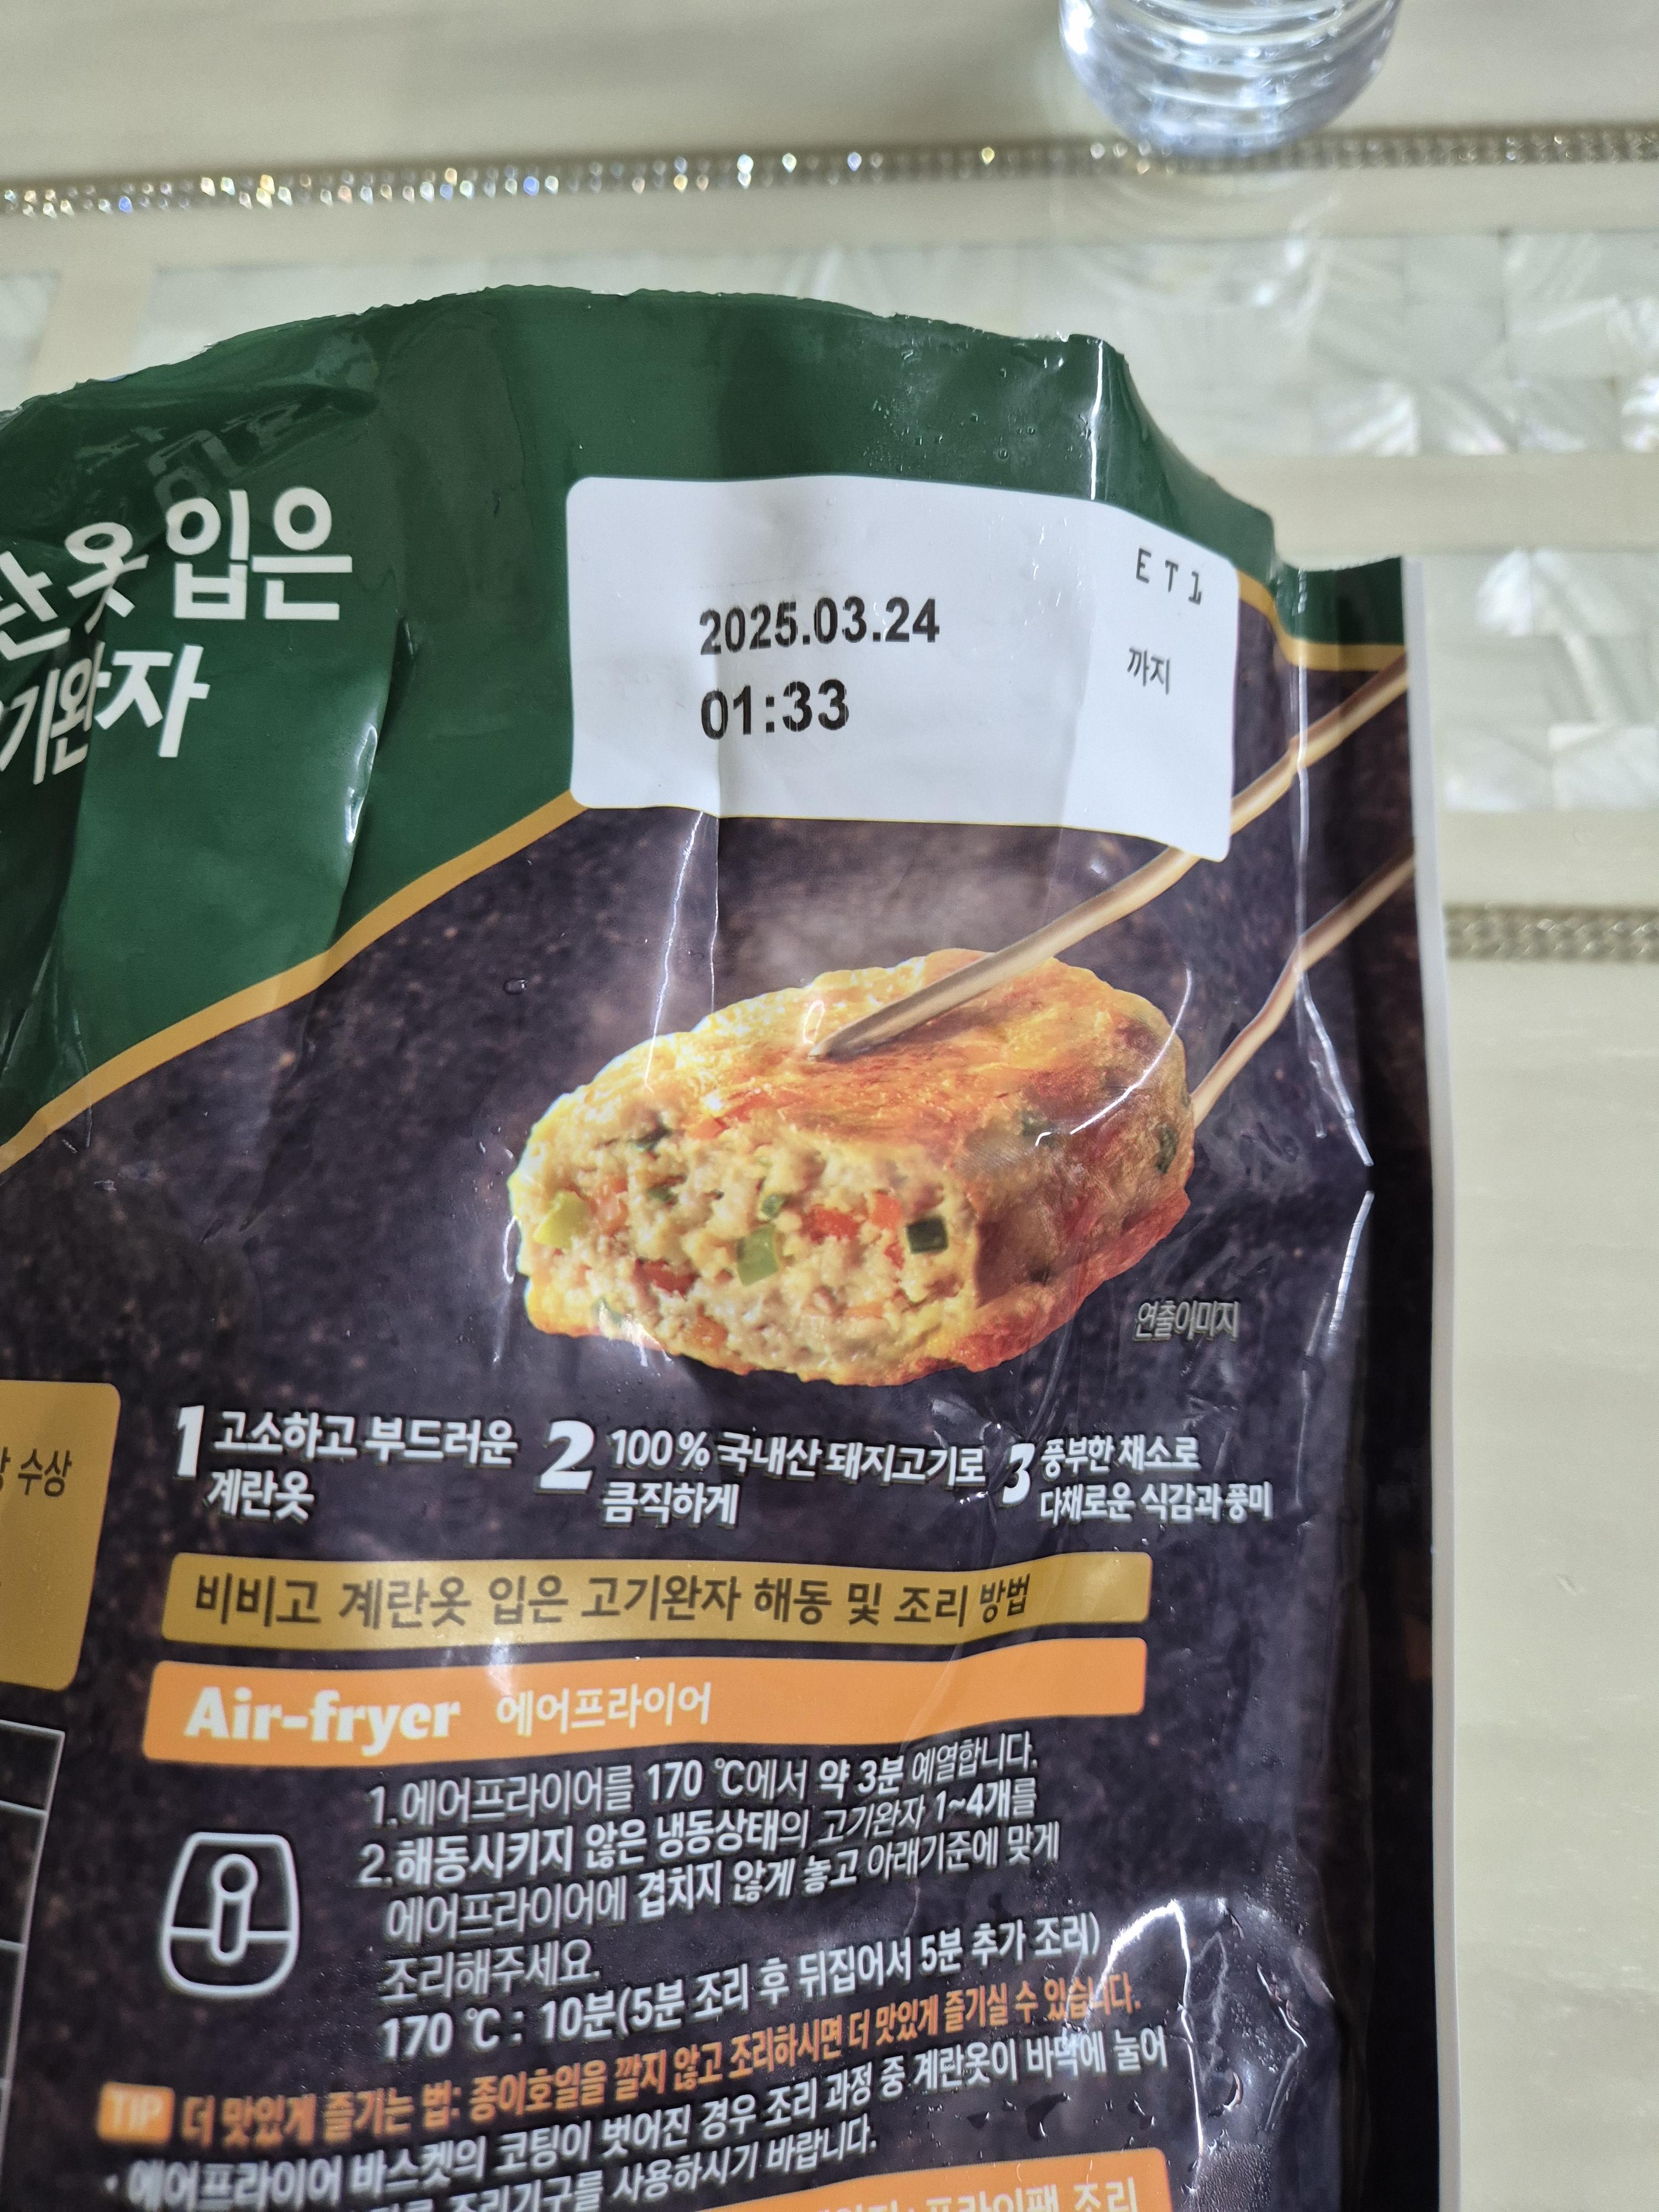 옷 입은
기완자
ET1
2025.03.24
까지
01:33
연출이미지
1 고소하고 부드러운
계란옷
2 100% 국내산 돼지고기로
큼직하게
3 풍부한 채소로
다채로운 식감과 풍미
수상
비비고 계란옷 입은 고기완자 해동 및 조리 방법
Air-fryer 에어프라이어
1.에어프라이어를 170 ℃에서 약 3분 예열합니다.
2.해동시키지 않은 냉동상태의 고기완자 1~4개를
에어프라이어에 겹치지 않게 놓고 아래기준에 맞게
조리해주세요.
170 ℃ : 10분(5분 조리 후 뒤집어서 5분 추가 조리)
TIP 더 맛있게 즐기는 법: 종이호일을 깔지 않고 조리하시면 더 맛있게 즐기실 수 있습니다.
• 에어프라이어 바스켓의 코팅이 벗어진 경우 조리 과정 중 계란옷이 바닥에 눌어
조리기구를 사용하시기 바랍니다.
프라이팬 조리